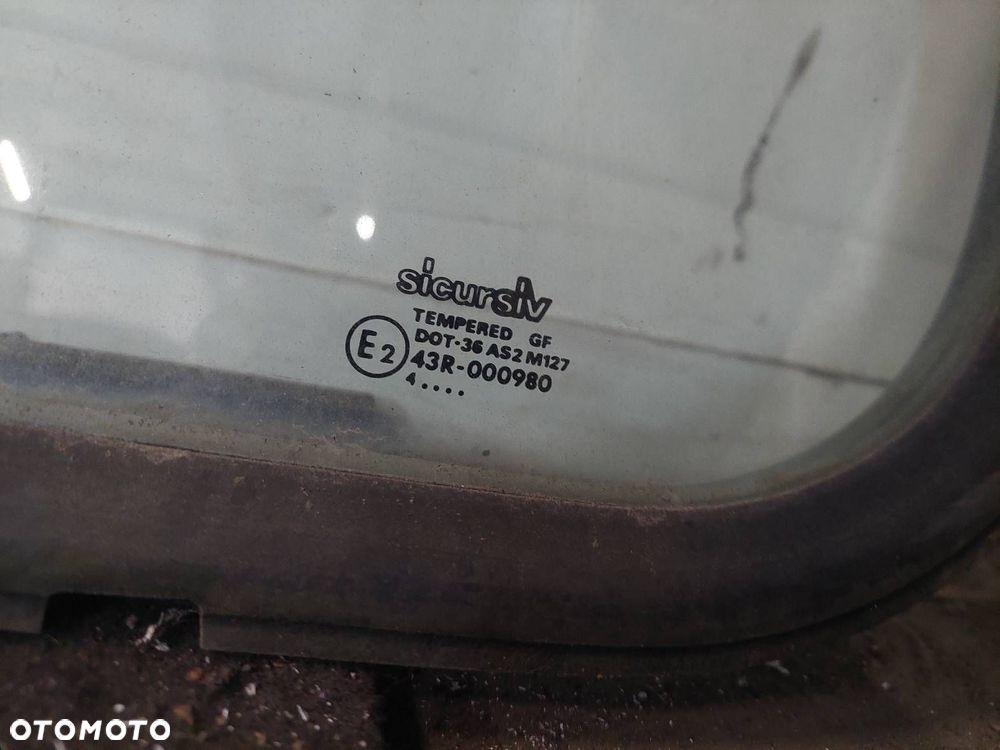 sicursiv
TEMPERED GF
DOT-36 AS2 M127
E2
43R-000980
4....
OTOMOTO